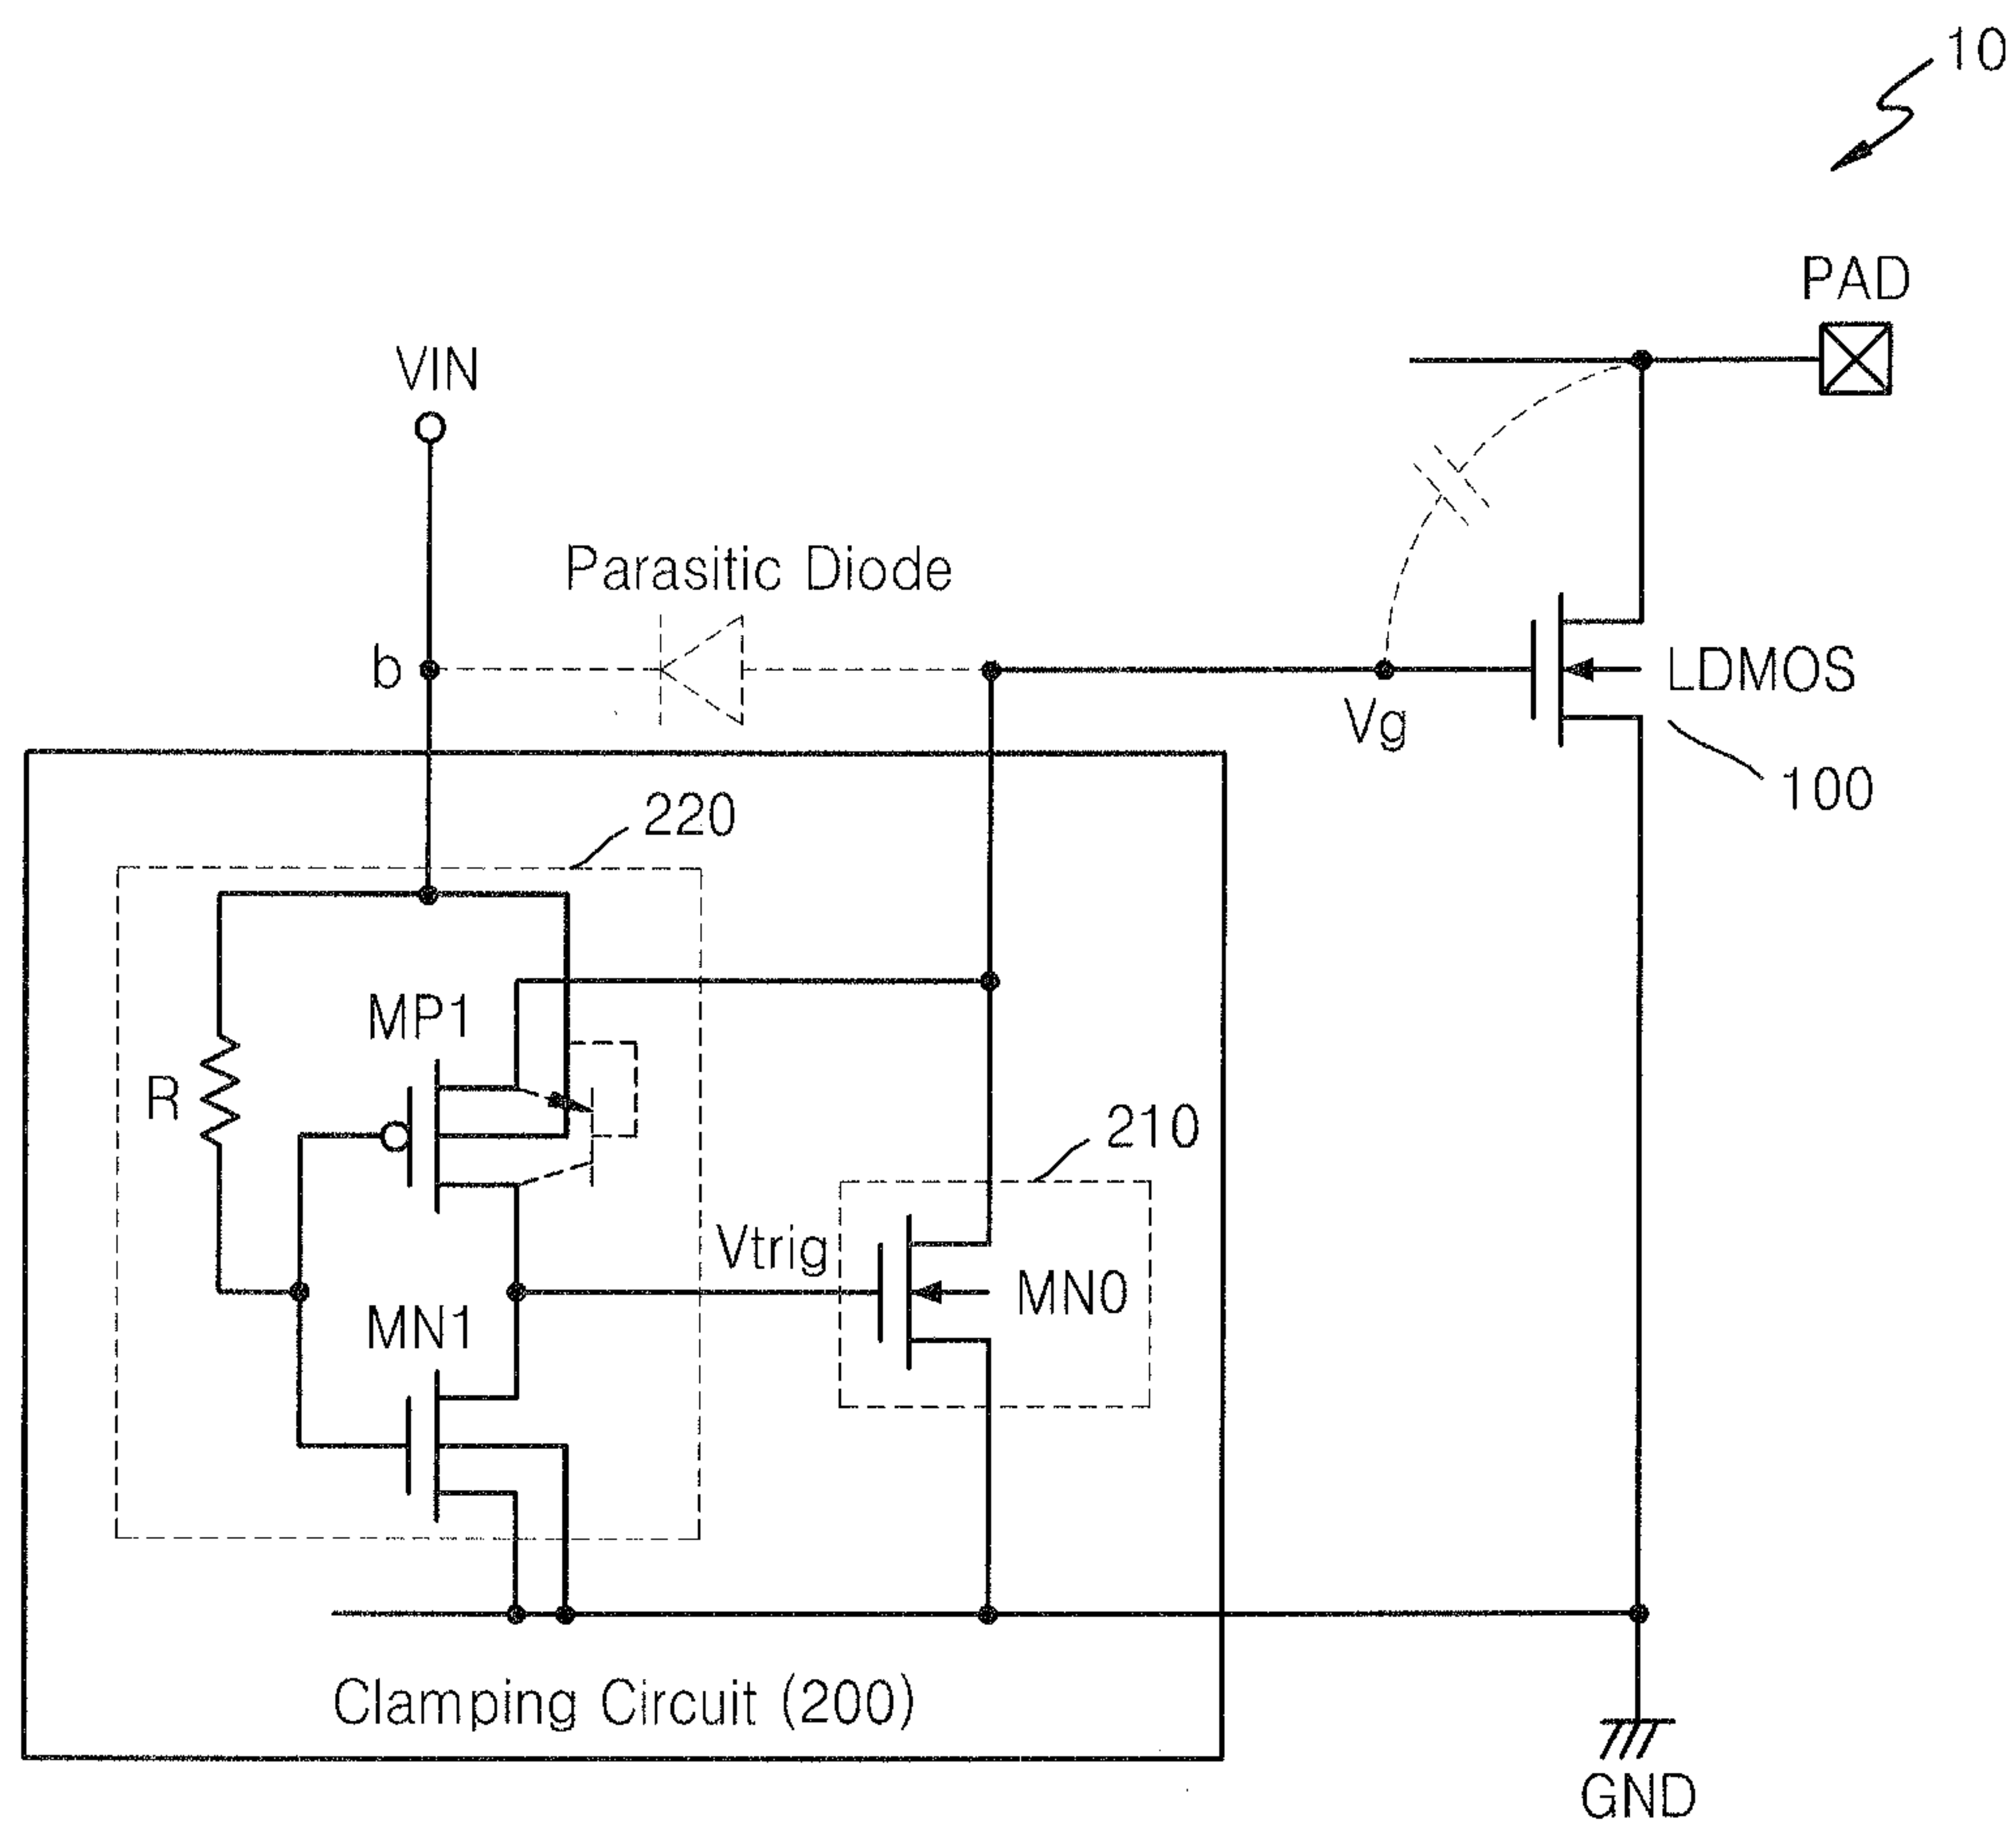 10
PAD
VIN
Parasitic Diode
b
LDMOS
Vg
100
220
MP1
R
210
Vtrig
MN0
MN1
Clamping Circuit (200)
GND